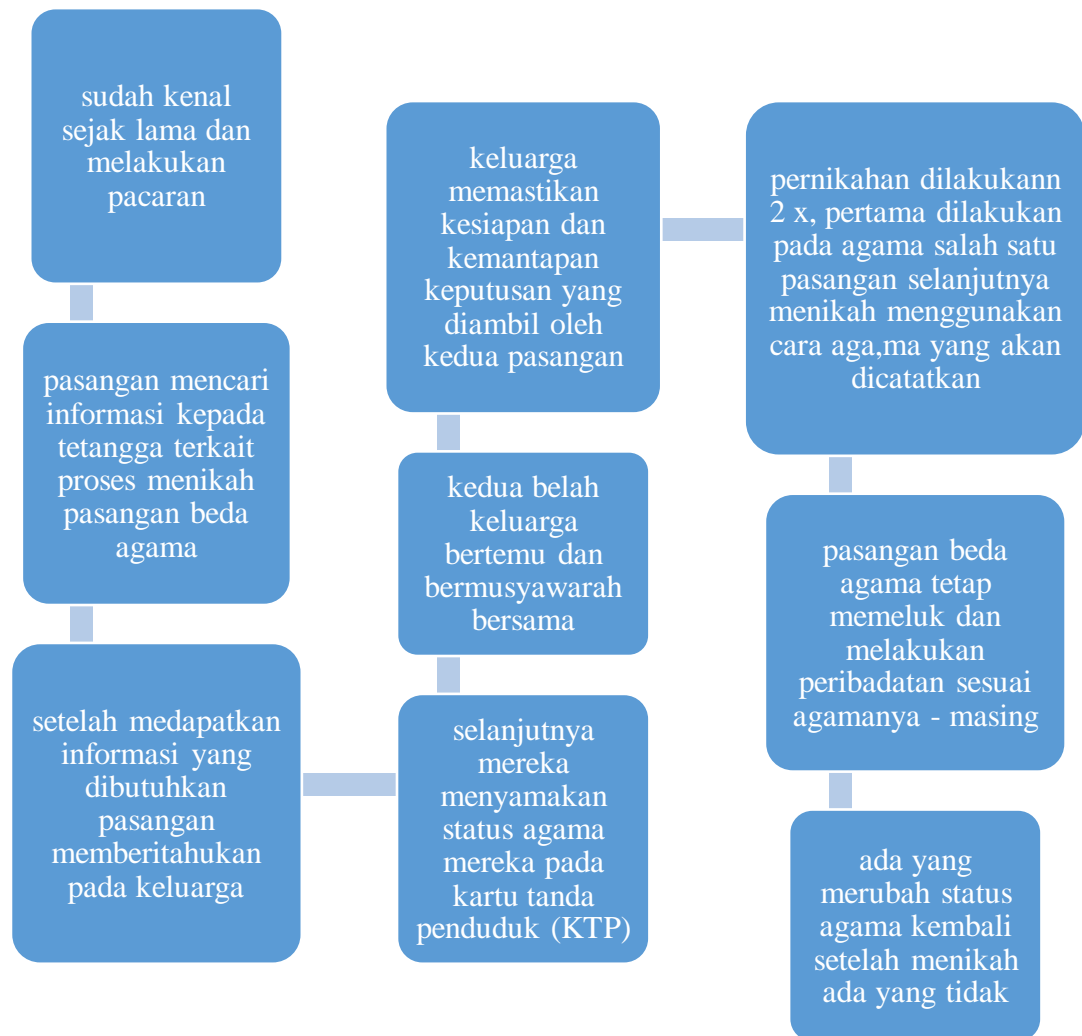 sudah kenal
sejak lama dan
melakukan
pacaran
pasangan mencari
informasi kepada
tetangga terkait
proses menikah
pasangan beda
agama
setelah medapatkan
informasi yang
dibutuhkan
pasangan
memberitahukan
pada keluarga
selanjutnya
mereka
menyamakan
status agama
mereka pada
kartu tanda
penduduk (KTP)
kedua belah
keluarga
bertemu dan
bermusyawarah
bersama
keluarga
memastikan
kesiapan dan
kemantapan
keputusan yang
diambil oleh
kedua pasangan
pernikahan dilakukann
2 x, pertama dilakukan
pada agama salah satu
pasangan selanjutnya
menikah menggunakan
cara aga,ma yang akan
dicatatkan
pasangan beda
agama tetap
memeluk dan
melakukan
peribadatan sesuai
agamanya - masing
ada yang
merubah status
agama kembali
setelah menikah
ada yang tidak